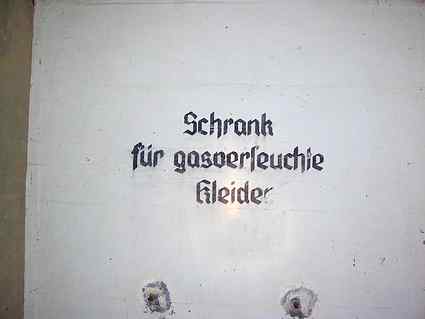 Schrank
für gasverseuchte
Kleider